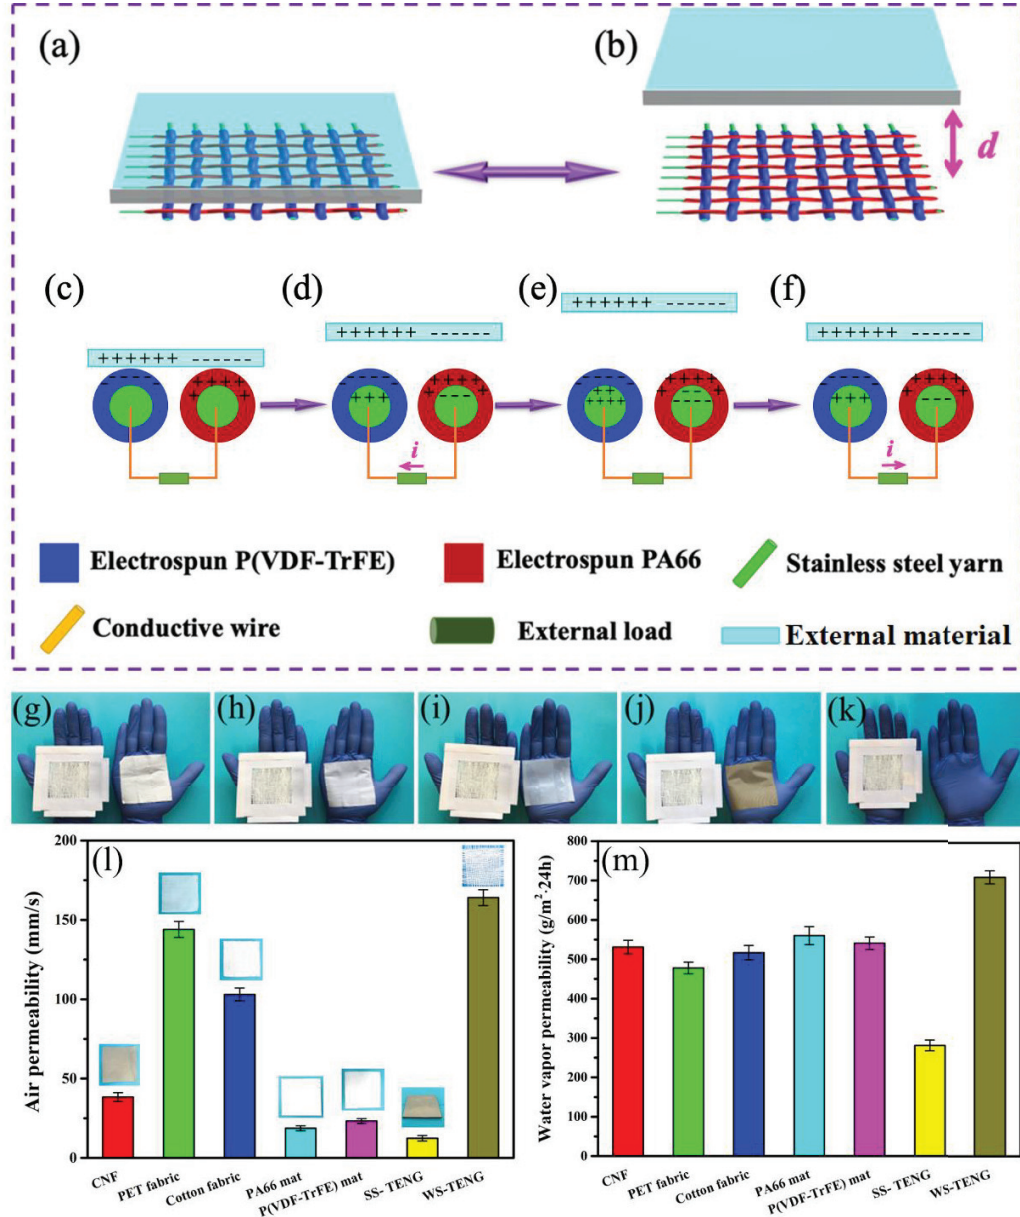 (a)
(b)
d
(c)
(d)
(e)
(f)
++++++ ------
++++++ ------
++++++ ------
++++++ ------
i
i
Electrospun P(VDF-TrFE)
Electrospun PA66
Stainless steel yarn
Conductive wire
External load
External material
(g)
(h)
(i)
(j)
(k)
(l)
Air permeability (mm/s)
200
150
100
50
0
CNF
PET fabric
Cotton fabric
PA66 mat
P(VDF-TrFE) mat
SS- TENG
WS-TENG
(m)
Water vapor permeability (g/m²·24h)
800
700
600
500
400
300
200
100
0
CNF
PET fabric
Cotton fabric
PA66 mat
P(VDF-TrFE) mat
SS- TENG
WS-TENG